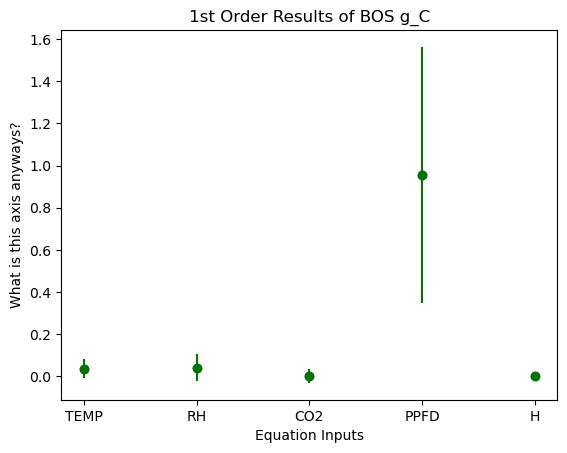 1st Order Results of BOS g_C
What is this axis anyways?
1.6
1.4
1.2
1.0
0.8
0.6
0.4
0.2
0.0
TEMP RH CO2 PPFD H
Equation Inputs